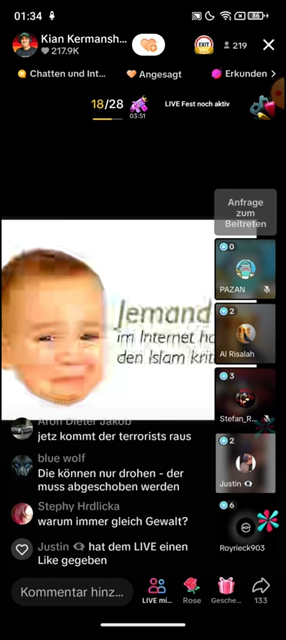 01:34
86
Kian Kermansh...
217.9K
EXIT
219
Chatten und Int...
Angesagt
Erkunden >
18/28
03:51
LIVE Fest noch aktiv
Anfrage
zum
Beitreten
0
PAZAN
Jemand
im Internet ha
den Islam krit
2
Al Risalah
3
Stefan_R...
Aron Dieter Jakob
jetz kommt der terrorists raus
blue wolf
Die können nur drohen - der
muss abgeschoben werden
2
Justin
Stephy Hrdlicka
warum immer gleich Gewalt?
6
Royrieck903
Justin hat dem LIVE einen
Like gegeben
Kommentar hinz...
LIVE mi...
Rose
Gesche...
133